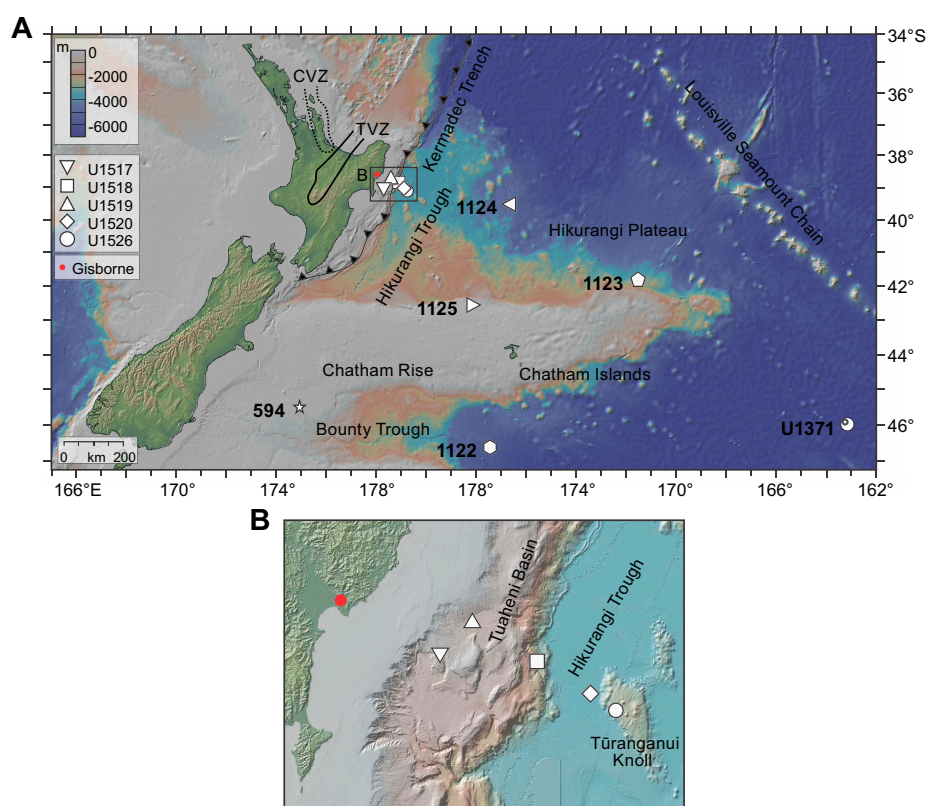 A
m
0
-2000
-4000
-6000
U1517
U1518
U1519
U1520
U1526
Gisborne
CVZ
TVZ
B
Kermadec Trench
Hikurangi Trough
Louisville Seamount Chain
Hikurangi Plateau
1124
1123
1125
Chatham Rise
Chatham Islands
594
Bounty Trough
1122
U1371
0 km 200
34°S
36°
38°
40°
42°
44°
46°
166°E 170° 174° 178° 178° 174° 170° 166° 162°
B
Tuaheni Basin
Hikurangi Trough
Tūranganui
Knoll